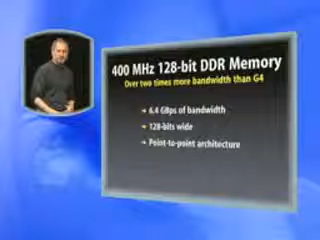 400 MHz 128-bit DDR Memory
Over two times more bandwidth than G4
➔ 6.4 GBps of bandwidth
➔ 128-bits wide
➔ Point-to-point architecture